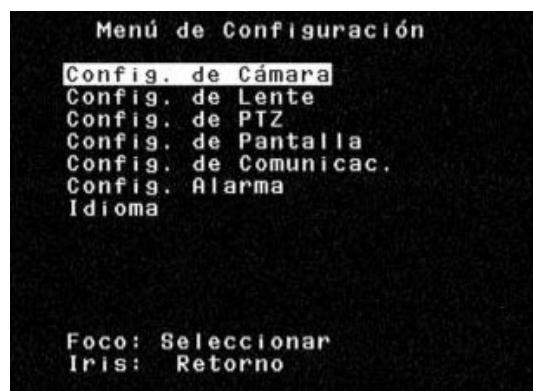 Menú de Configuración
Config. de Cámara
Config. de Lente
Config. de PTZ
Config. de Pantalla
Config. de Comunicac.
Config. Alarma
Idioma
Foco: Seleccionar
Iris: Retorno